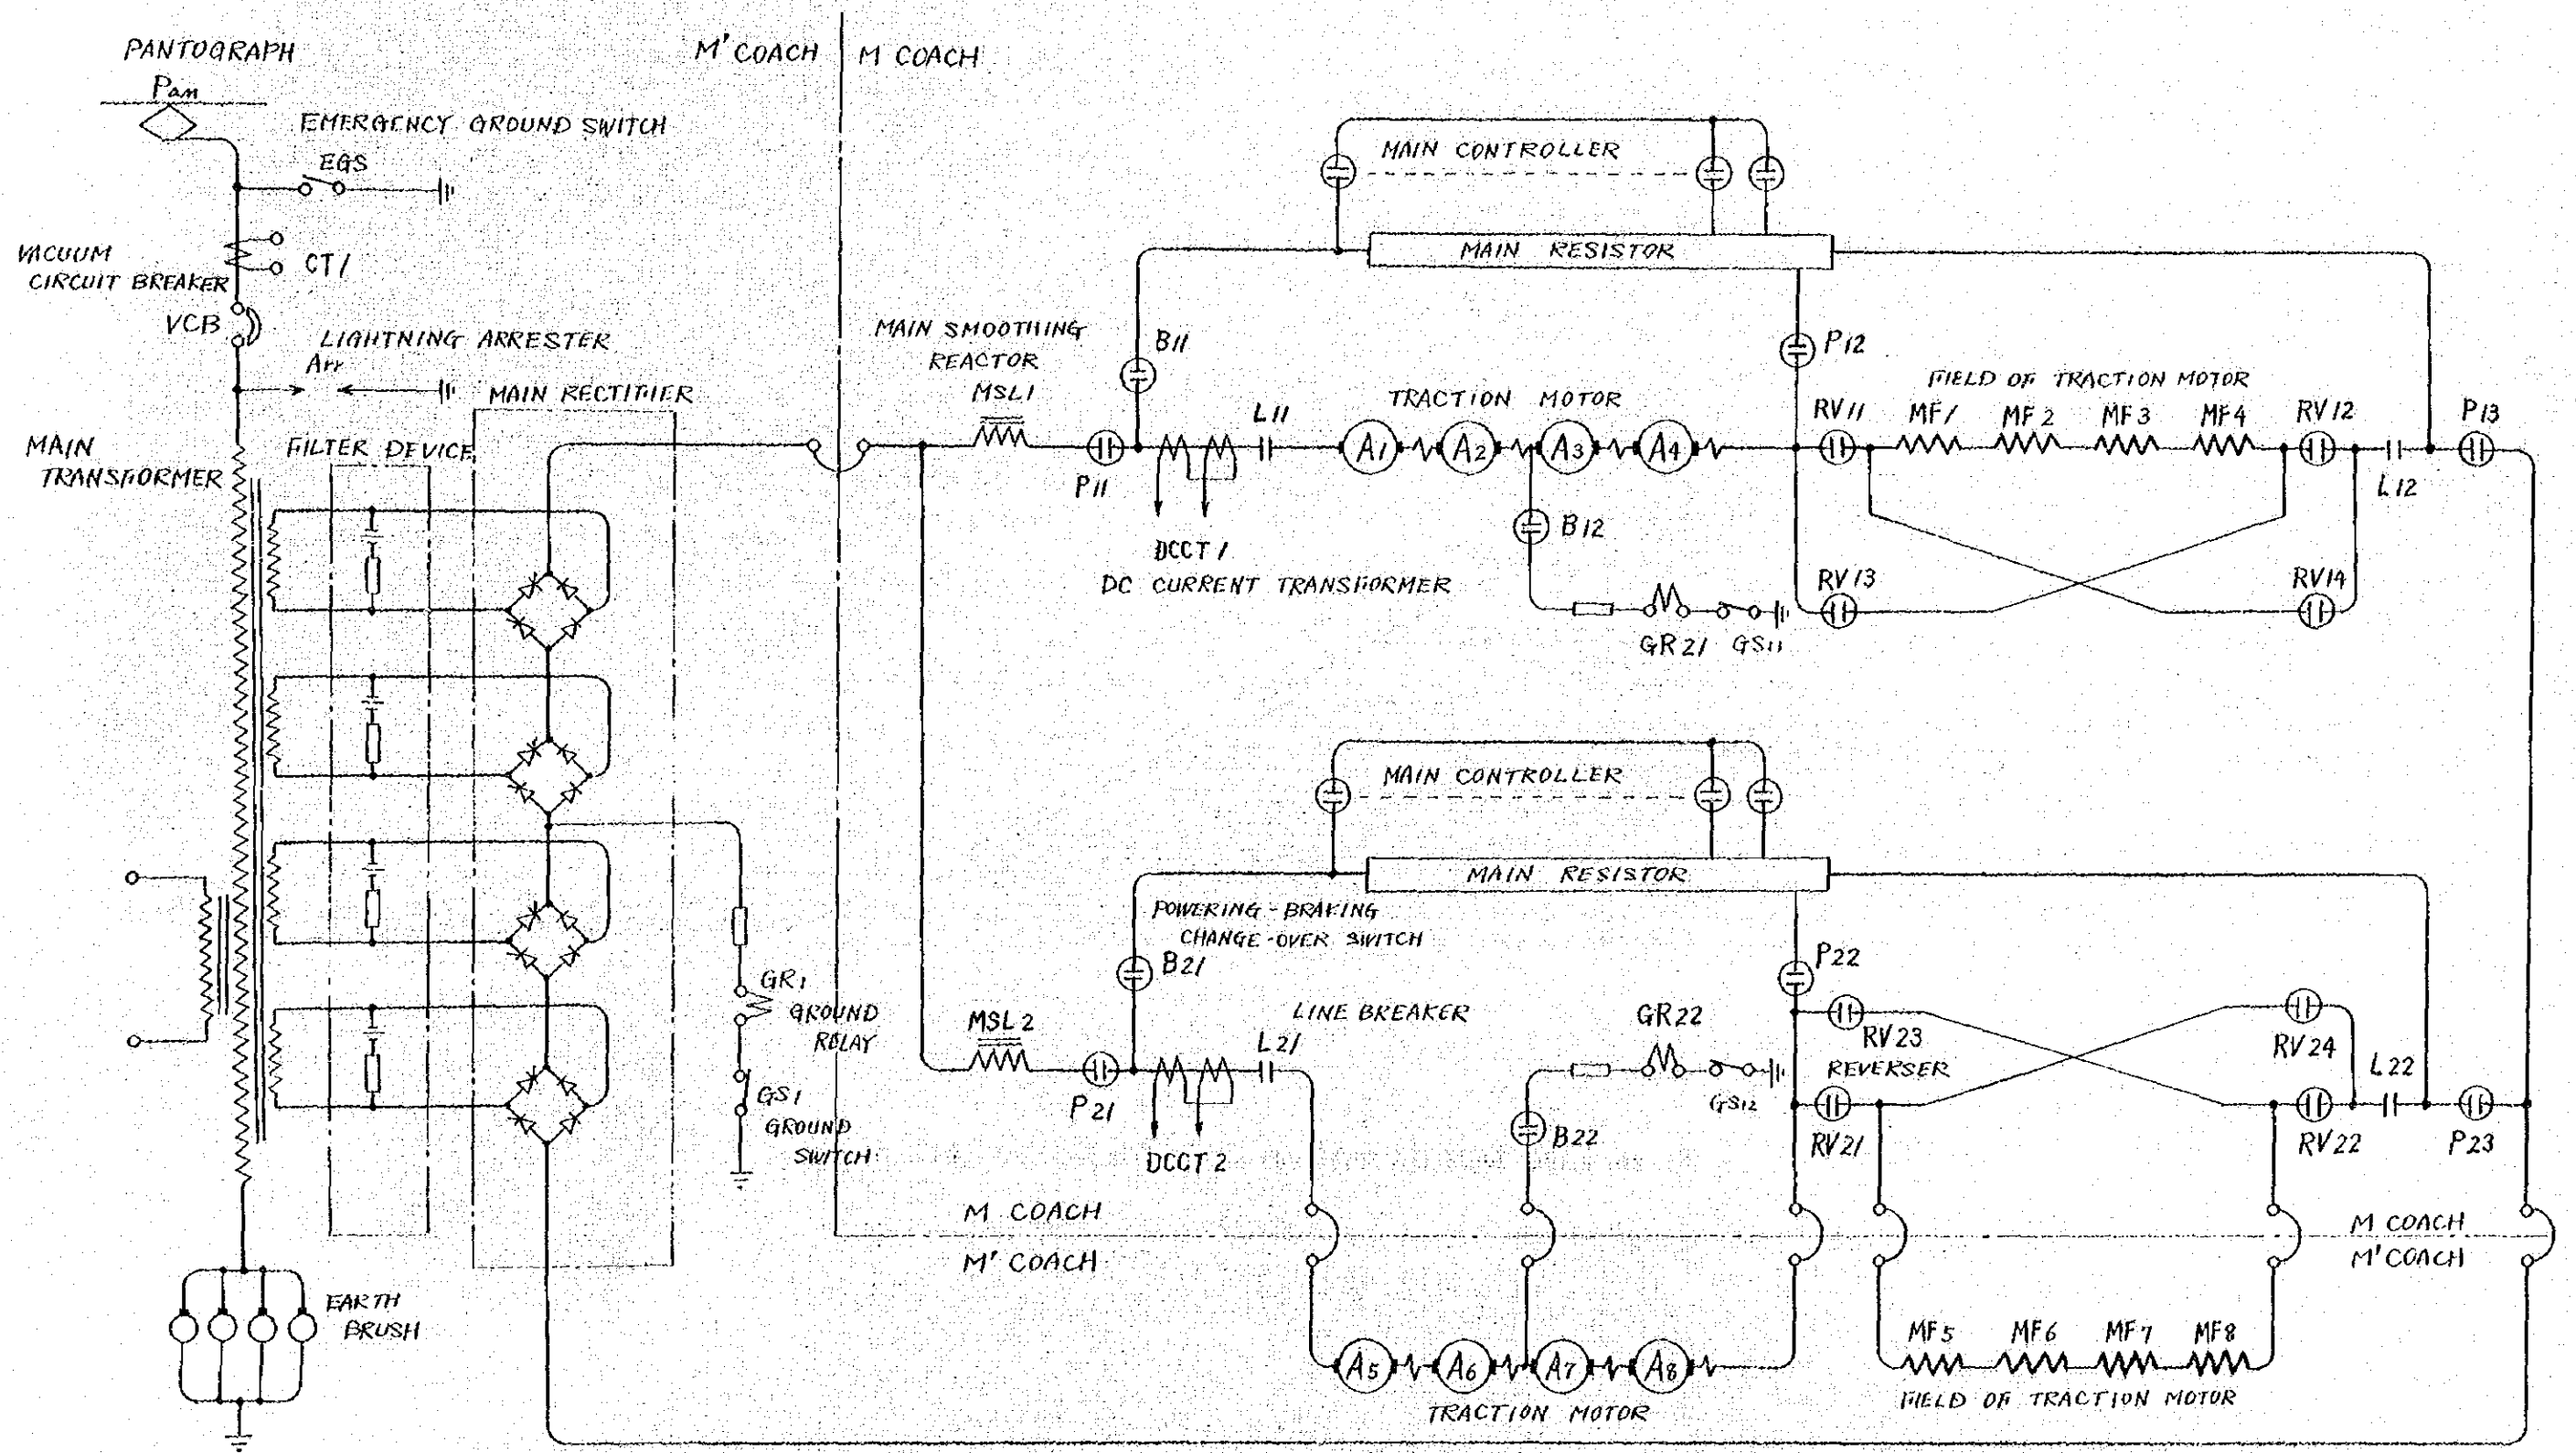 PANTOGRAPH
Pan
M' COACH
M COACH
EMERGENCY GROUND SWITCH
EGS
VACUUM
CIRCUIT BREAKER
CT1
VCB
LIGHTNING ARRESTER
Arr
MAIN RECTIFIER
MAIN
TRANSFORMER
FILTER DEVICE
MAIN CONTROLLER
MAIN RESISTOR
MAIN SMOOTHING
REACTOR
MSL1
B11
P12
P11
L11
TRACTION MOTOR
A1
A2
A3
A4
FIELD OF TRACTION MOTOR
RV11
MF1
MF2
MF3
MF4
RV12
P13
L12
DCCT1
DC CURRENT TRANSFORMER
B12
GR21
GS11
RV13
RV14
MAIN CONTROLLER
MAIN RESISTOR
POWERING-BRAKING
CHANGE-OVER SWITCH
B21
P22
GR1
GROUND
RELAY
GS1
GROUND
SWITCH
MSL2
P21
L21
LINE BREAKER
DCCT2
GR22
GS12
B22
RV23
REVERSER
RV21
RV24
L22
RV22
P23
M COACH
M' COACH
M COACH
M' COACH
EARTH
BRUSH
A5
A6
A7
A8
TRACTION MOTOR
MF5
MF6
MF7
MF8
FIELD OF TRACTION MOTOR